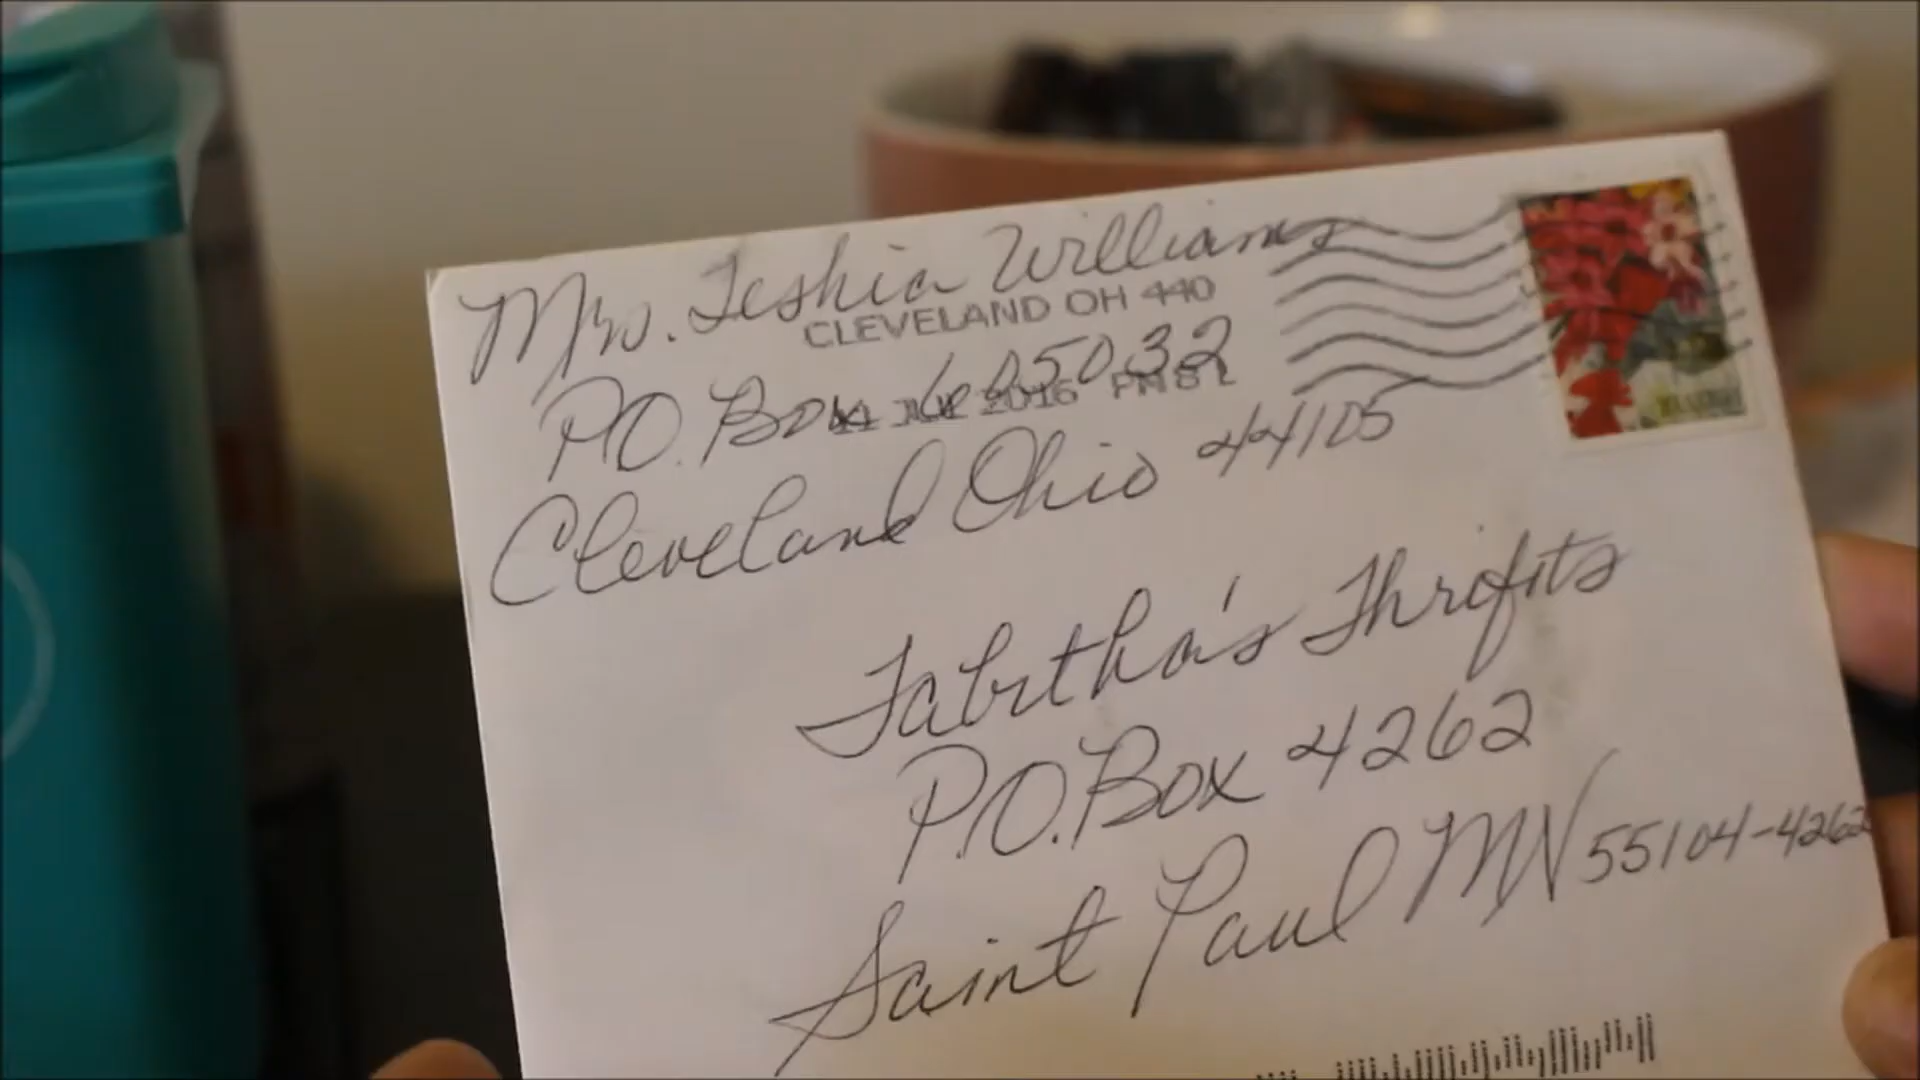 Mrs. Teshia Williams
CLEVELAND OH 440
P.O. Box 605032
2016 PM 8 L
Cleveland Ohio 44105
Tabitha's Thrifts
P.O. Box 4262
Saint Paul MN 55104-4262